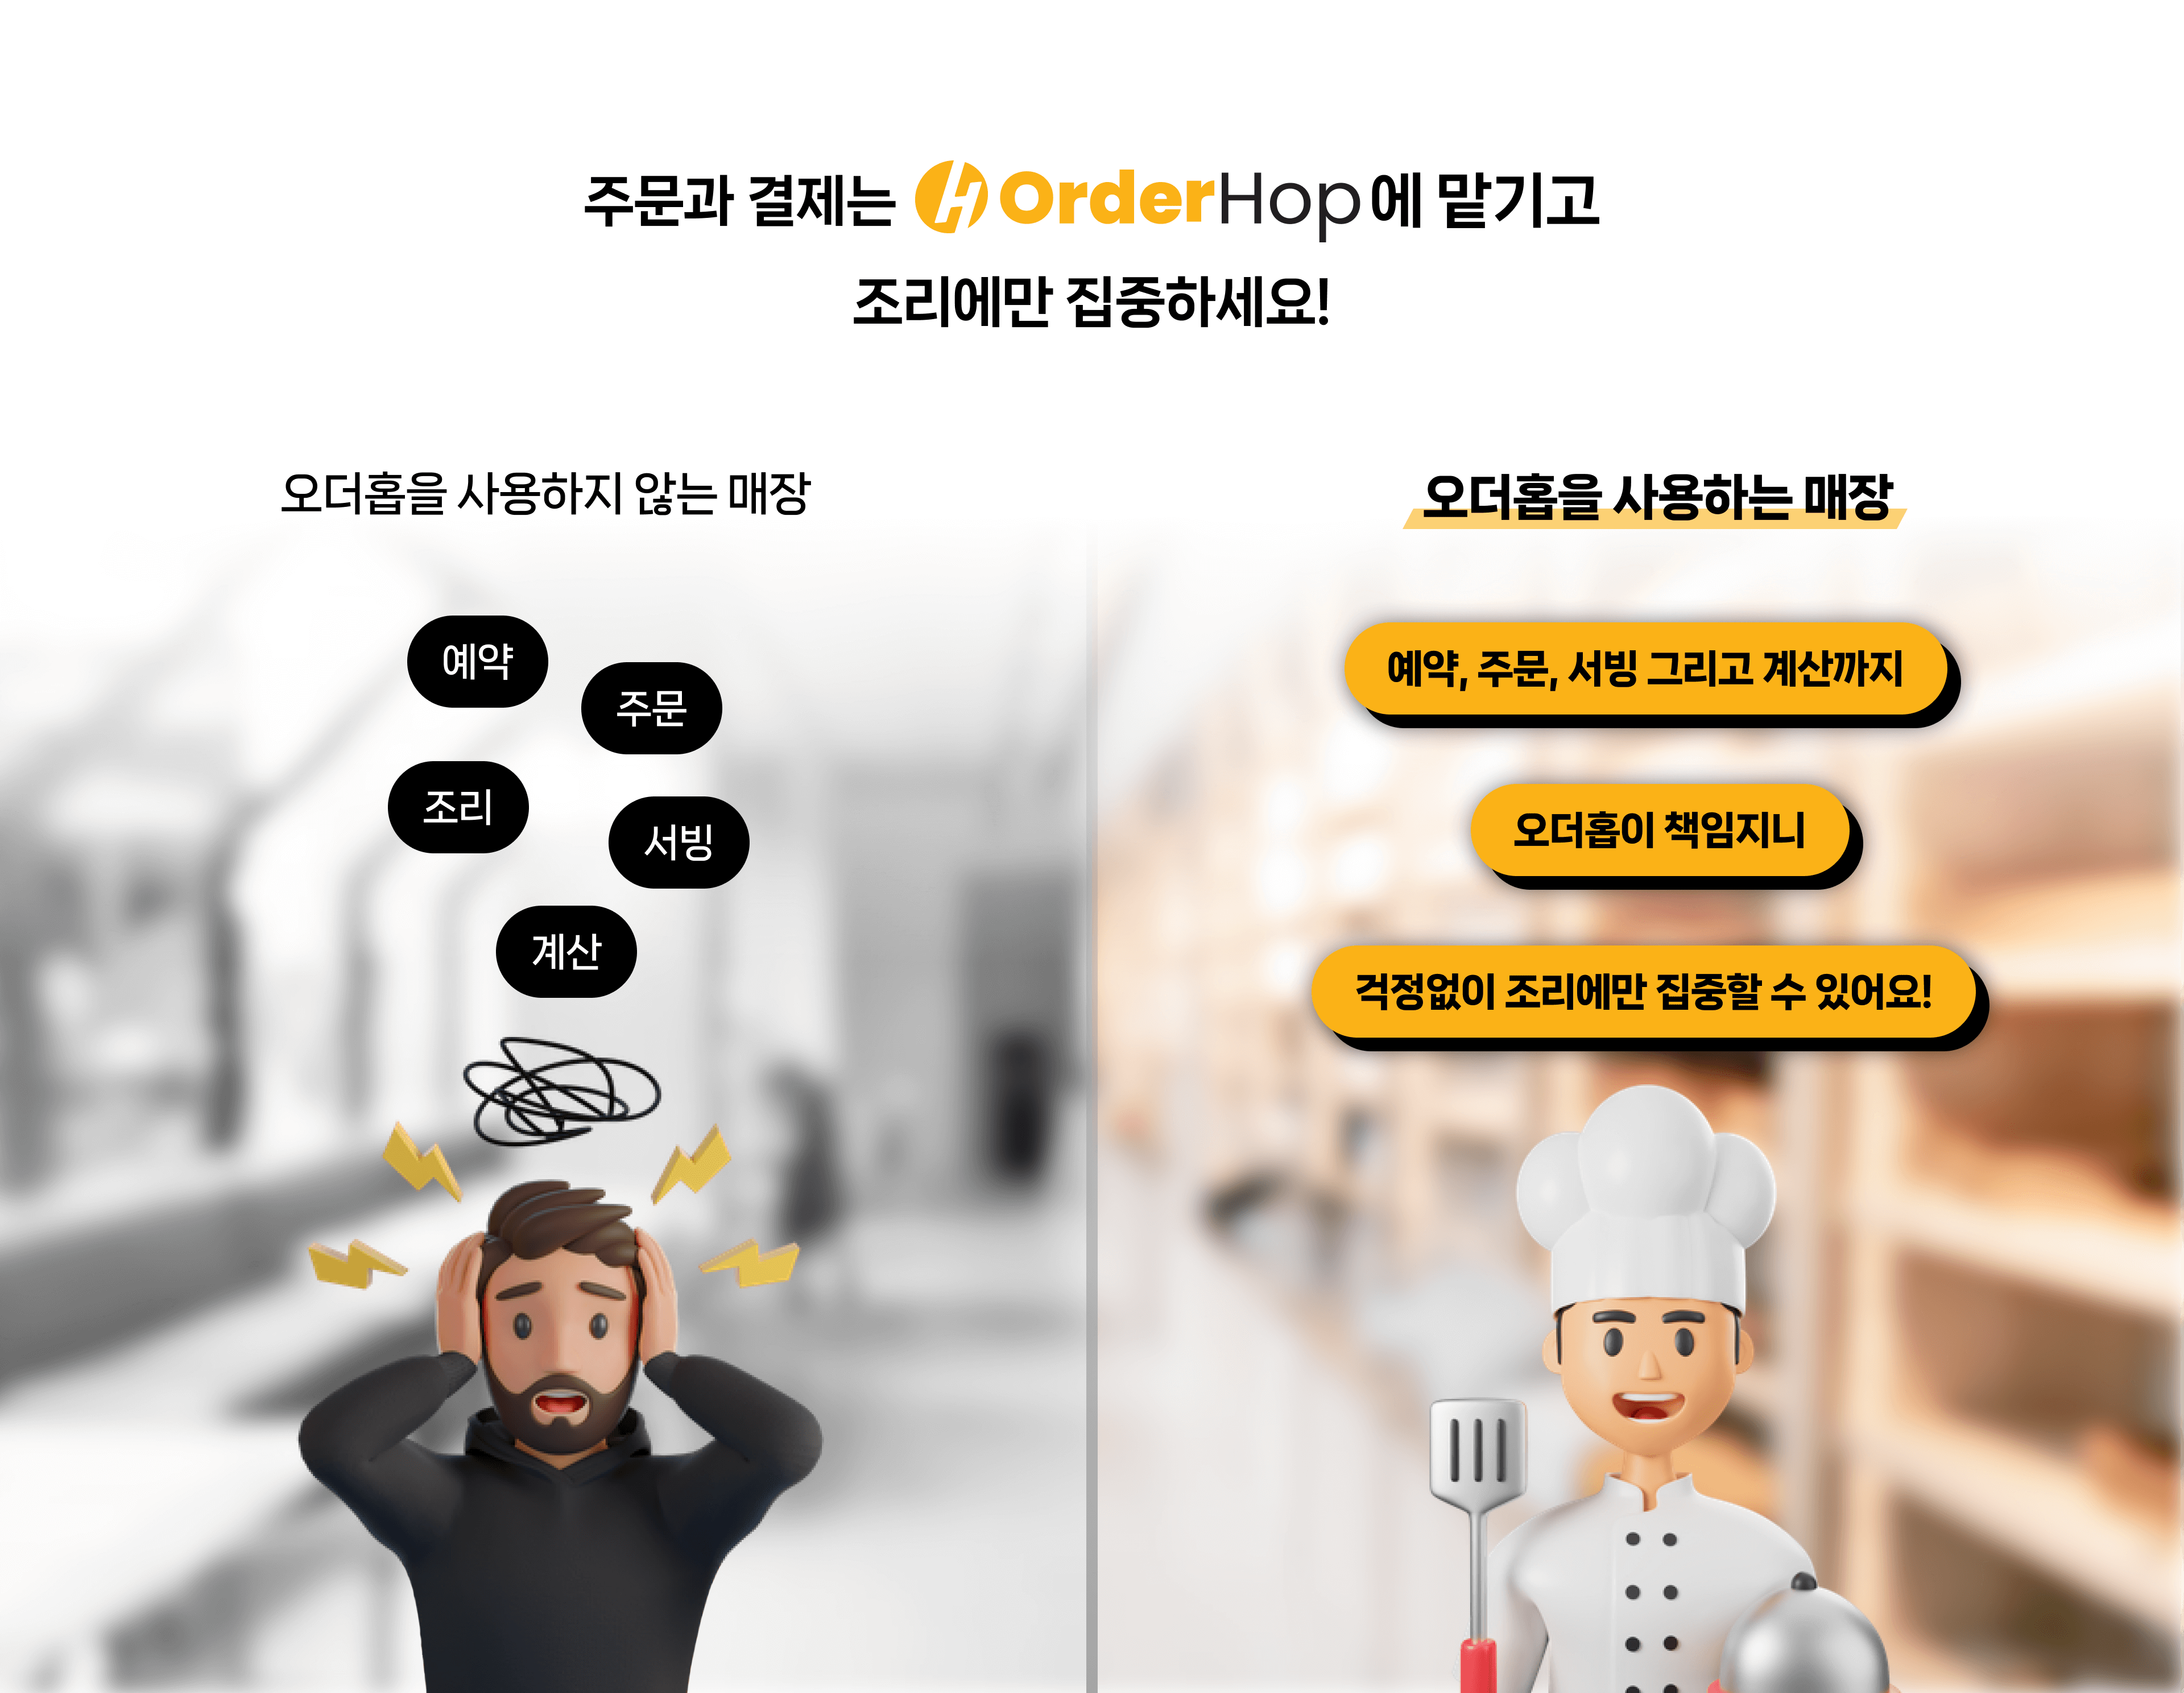 주문과 결제는 OrderHop에 맡기고
조리에만 집중하세요!
오더홉을 사용하지 않는 매장
예약
주문
조리
서빙
계산
오더홉을 사용하는 매장
예약, 주문, 서빙 그리고 계산까지
오더홉이 책임지니
걱정없이 조리에만 집중할 수 있어요!